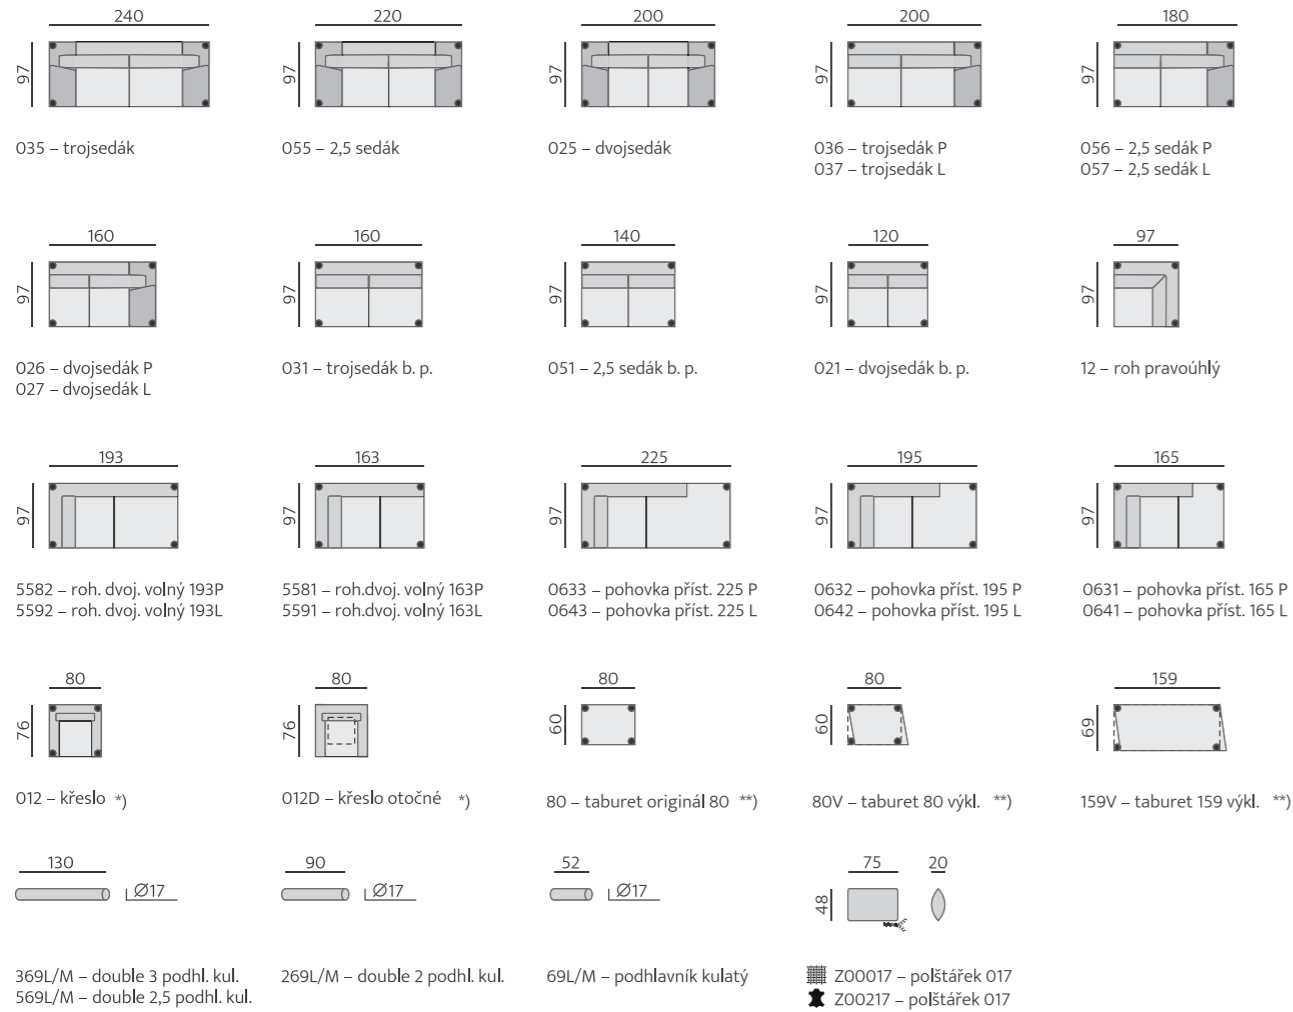 240
97
035 – trojsedák
220
97
055 – 2,5 sedák
200
97
025 – dvojsedák
200
97
036 – trojsedák P
037 – trojsedák L
180
97
056 – 2,5 sedák P
057 – 2,5 sedák L
160
97
026 – dvojsedák P
027 – dvojsedák L
160
97
031 – trojsedák b. p.
140
97
051 – 2,5 sedák b. p.
120
97
021 – dvojsedák b. p.
97
97
12 – roh pravoúhlý
193
97
5582 – roh. dvoj. volný 193P
5592 – roh. dvoj. volný 193L
163
97
5581 – roh.dvoj. volný 163P
5591 – roh.dvoj. volný 163L
225
97
0633 – pohovka příst. 225 P
0643 – pohovka příst. 225 L
195
97
0632 – pohovka příst. 195 P
0642 – pohovka příst. 195 L
165
97
0631 – pohovka příst. 165 P
0641 – pohovka příst. 165 L
80
76
012 – křeslo *)
80
76
012D – křeslo otočné *)
80
60
80 – taburet originál 80 **)
80
60
80V – taburet 80 výkl. **)
159
69
159V – taburet 159 výkl. **)
130
Ø17
369L/M – double 3 podhl. kul.
569L/M – double 2,5 podhl. kul.
90
Ø17
269L/M – double 2 podhl. kul.
52
Ø17
69L/M – podhlavník kulatý
75
20
48
Z00017 – polštářek 017
Z00217 – polštářek 017